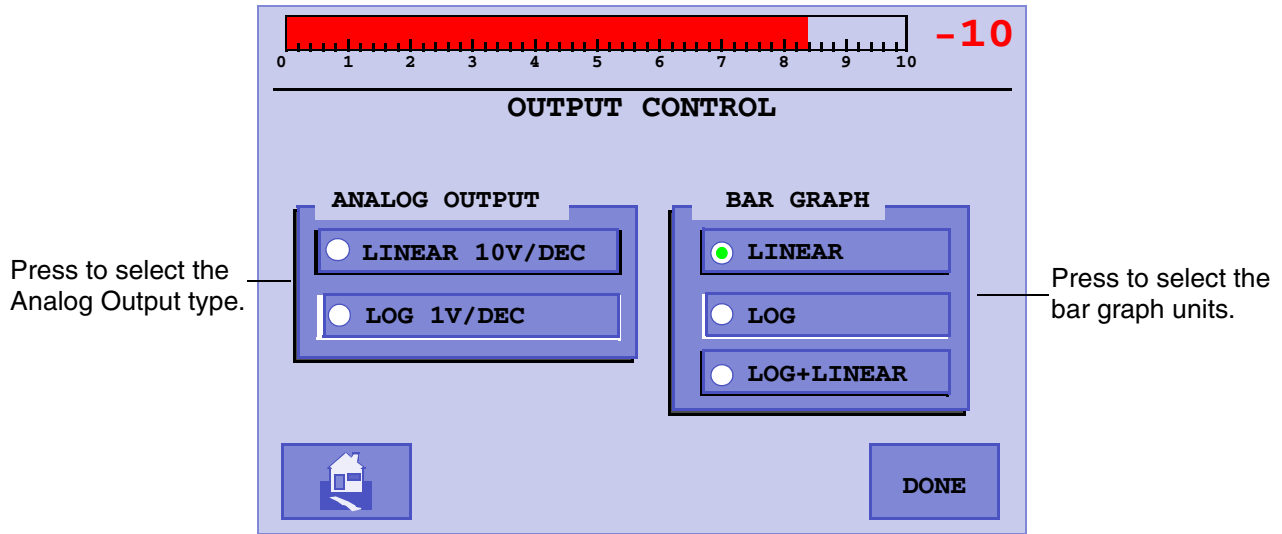 -10
0 1 2 3 4 5 6 7 8 9 10
OUTPUT CONTROL
ANALOG OUTPUT
LINEAR 10V/DEC
LOG 1V/DEC
BAR GRAPH
LINEAR
LOG
LOG+LINEAR
Press to select the
Analog Output type.
Press to select the
bar graph units.
DONE